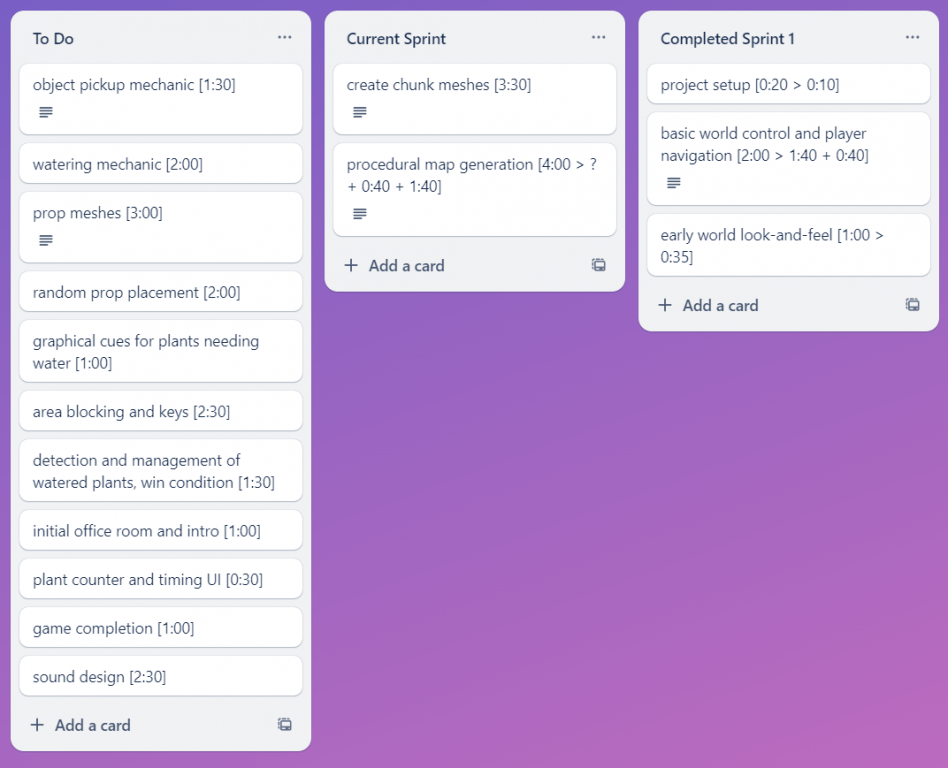 To Do
object pickup mechanic [1:30]
watering mechanic [2:00]
prop meshes [3:00]
random prop placement [2:00]
graphical cues for plants needing
water [1:00]
area blocking and keys [2:30]
detection and management of
watered plants, win condition [1:30]
initial office room and intro [1:00]
plant counter and timing UI [0:30]
game completion [1:00]
sound design [2:30]
Add a card
Current Sprint
create chunk meshes [3:30]
procedural map generation [4:00 > ?
+ 0:40 + 1:40]
Add a card
Completed Sprint 1
project setup [0:20 > 0:10]
basic world control and player
navigation [2:00 > 1:40 + 0:40]
early world look-and-feel [1:00 >
0:35]
Add a card